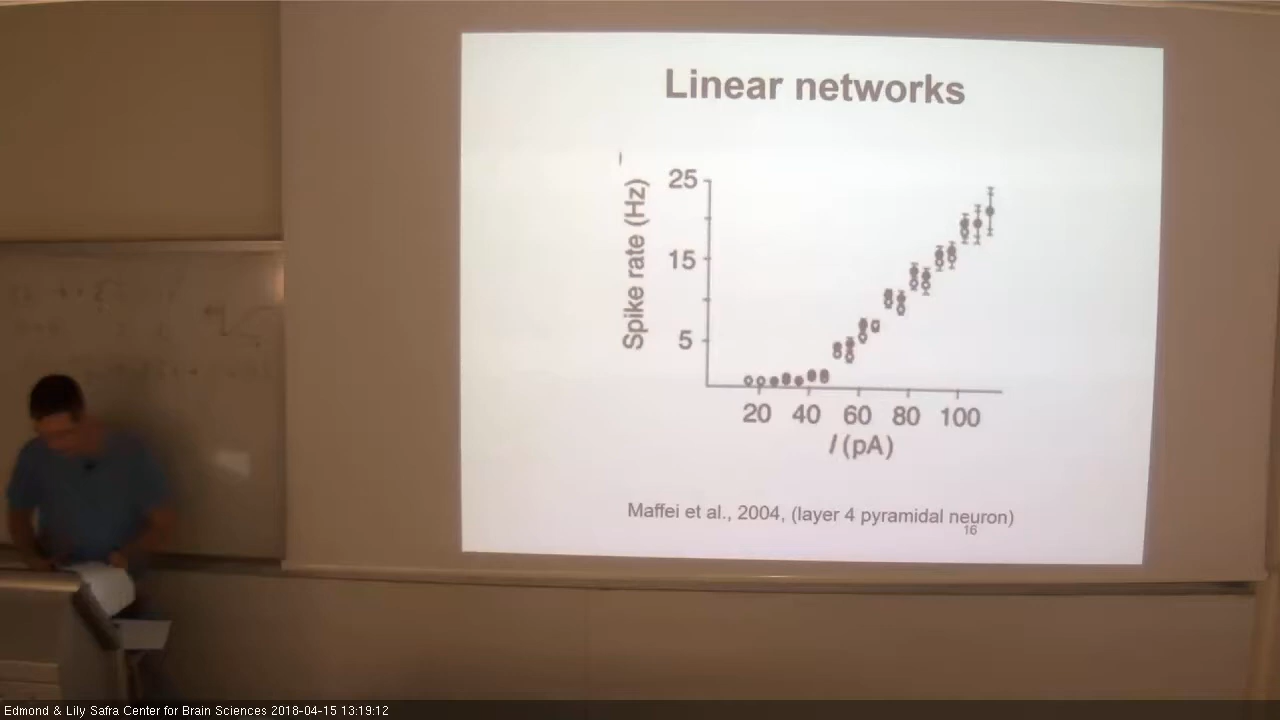 Linear networks
25
15
5
Spike rate (Hz)
20 40 60 80 100
I (pA)
Maffei et al., 2004, (layer 4 pyramidal neuron)
16
Edmond & Lily Safra Center for Brain Sciences 2018-04-15 13:19:12